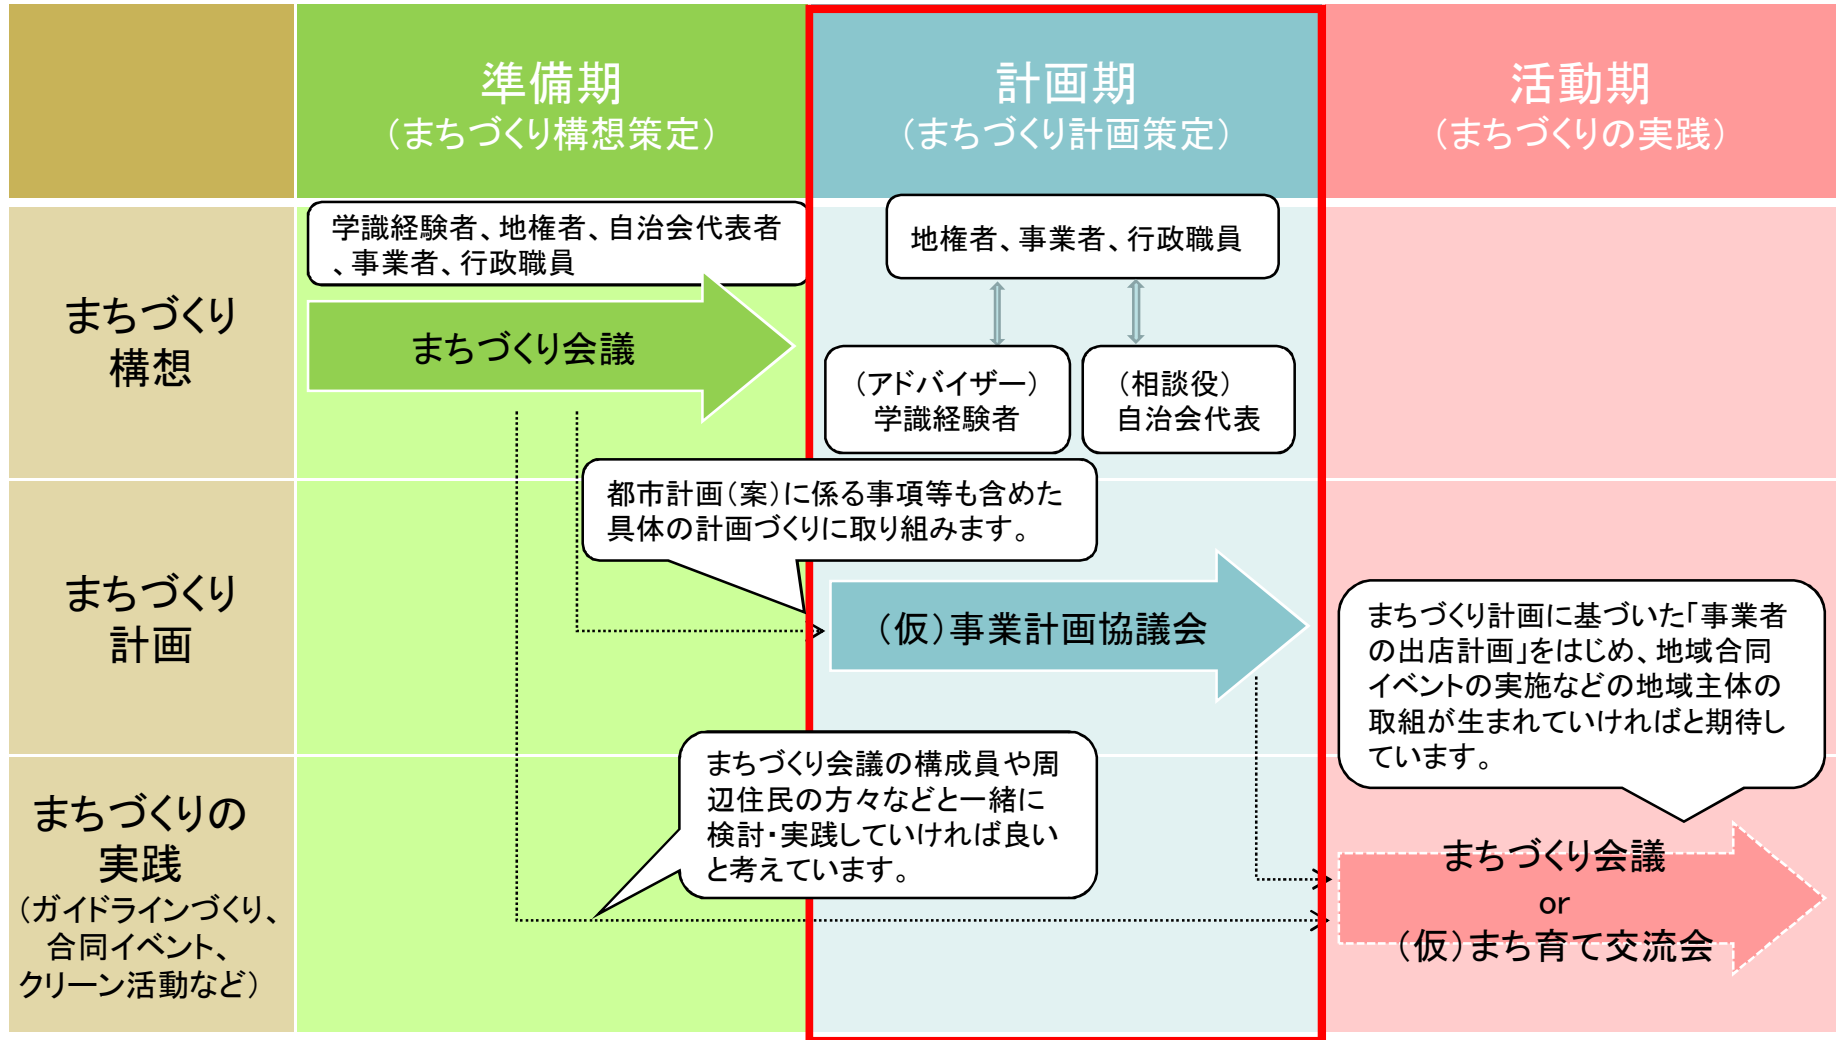 準備期
（まちづくり構想策定）
計画期
（まちづくり計画策定）
活動期
（まちづくりの実践）
まちづくり
構想
学識経験者、地権者、自治会代表者
、事業者、行政職員
まちづくり会議
地権者、事業者、行政職員
（アドバイザー）
学識経験者
（相談役）
自治会代表
まちづくり
計画
都市計画（案）に係る事項等も含めた
具体の計画づくりに取り組みます。
（仮）事業計画協議会
まちづくり計画に基づいた「事業者
の出店計画」をはじめ、地域合同
イベントの実施などの地域主体の
取組が生まれていければと期待し
ています。
まちづくりの
実践
（ガイドラインづくり、
合同イベント、
クリーン活動など）
まちづくり会議の構成員や周
辺住民の方々などと一緒に
検討・実践していければ良い
と考えています。
まちづくり会議
or
（仮）まち育て交流会